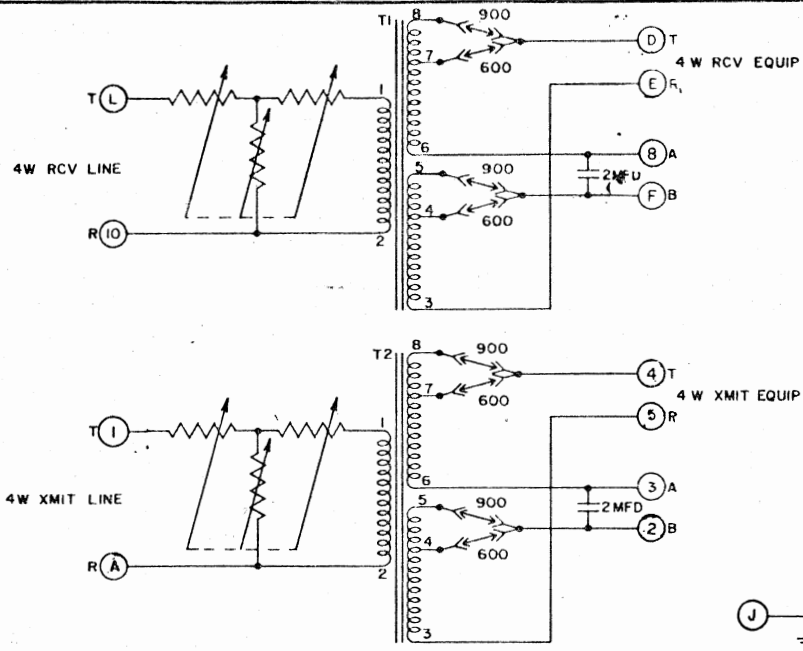 T1
8
900
D T
7
600
4W RCV EQUIP
E R
T L
1
4W RCV LINE
6
8 A
5
900
2 MFD
4
600
F B
R 10
2
3
T2
8
900
4 T
7
600
4W XMIT EQUIP
5 R
T 1
1
4W XMIT LINE
6
3 A
5
900
2 MFD
2 B
4
600
R A
2
3
J